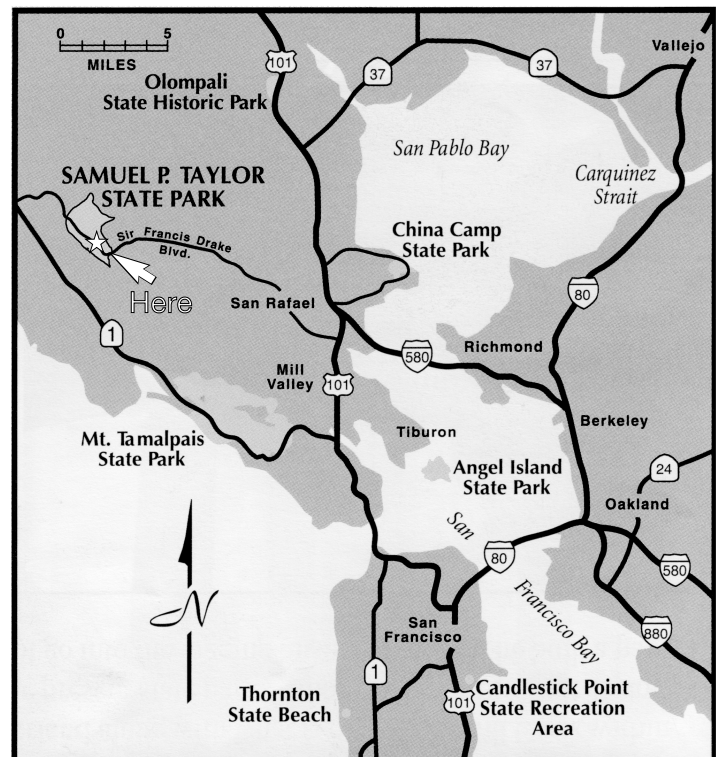 0 5
MILES
Olompali
State Historic Park
101
37
37
Vallejo
San Pablo Bay
Carquinez
Strait
SAMUEL P. TAYLOR
STATE PARK
Sir Francis Drake
Blvd.
Here
China Camp
State Park
San Rafael
80
1
580
Richmond
Mill
Valley
101
Mt. Tamalpais
State Park
Tiburon
Berkeley
Angel Island
State Park
24
Oakland
San
Francisco Bay
80
580
880
N
San
Francisco
1
Thornton
State Beach
101
Candlestick Point
State Recreation
Area